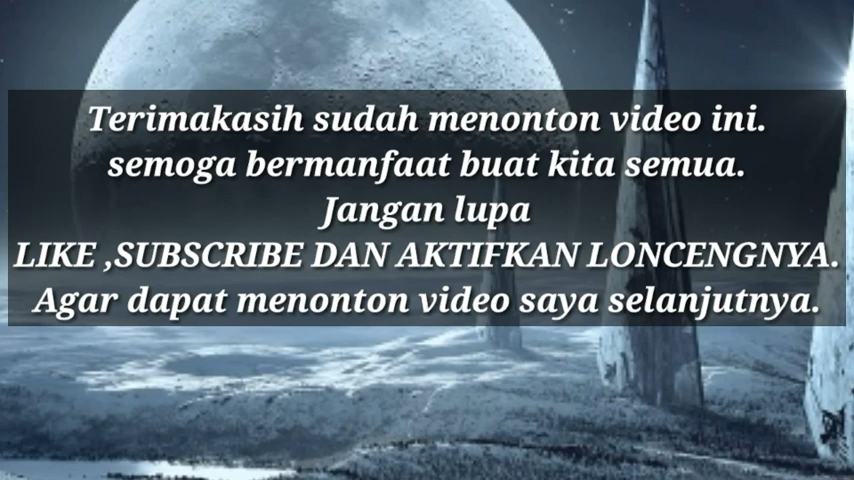 Terimakasih sudah menonton video ini.
semoga bermanfaat buat kita semua.
Jangan lupa
LIKE ,SUBSCRIBE DAN AKTIFKAN LONCENGNYA.
Agar dapat menonton video saya selanjutnya.